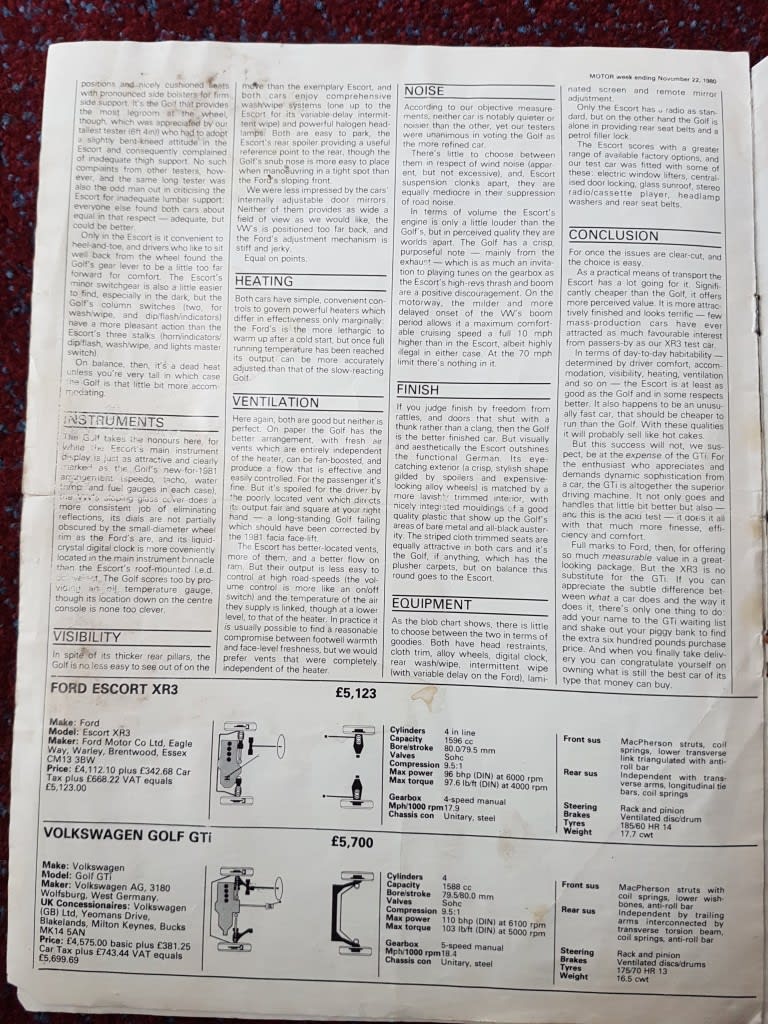 MOTOR week ending November 22, 1980
positions and nicely cushioned seats
with pronounced side bolsters for firm
side support. It's the Golf that provides
the most legroom at the wheel,
though, which was appreciated by our
tallest tester (6ft 4in) who had to adopt
a slightly bent-kneed attitude in the
Escort and consequently complained
of inadequate thigh support. No such
complaints from other testers, how-
ever, and the same long tester was
also the odd man out in criticising the
Escort for inadequate lumbar support:
everyone else found both cars about
equal in that respect — adequate, but
could be better.
Only in the Escort is it convenient to
heel-and-toe, and drivers who like to sit
well back from the wheel found the
Golf's gear lever to be a little too far
forward for comfort. The Escort's
minor switchgear is also a little easier
to find, especially in the dark, but the
Golf's column switches (two, for
wash/wipe, and dip/flash/indicators)
have a more pleasant action than the
Escort's three stalks (horn/indicators/
dip/flash, wash/wipe, and lights master
switch).
On balance, then, it's a dead heat
unless you're very tall in which case
the Golf is that little bit more accom-
modating.
INSTRUMENTS
The Golf takes the honours here, for
while the Escort's main instrument
display is just as attractive and clearly
marked as the Golf's new-for-1981
arrangement (speedo, tacho, water
temp and fuel gauges in each case),
the VW's sloping glass cover does a
more consistent job of eliminating
reflections, its dials are not partially
obscured by the small-diameter wheel
rim as the Ford's are, and its liquid-
crystal digital clock is more conveniently
located in the main instrument binnacle
than the Escort's roof-mounted l.e.d.
The Golf scores too by pro-
viding an oil temperature gauge,
though its location down on the centre
console is none too clever.
VISIBILITY
In spite of its thicker rear pillars, the
Golf is no less easy to see out of on the
move than the exemplary Escort, and
both cars enjoy comprehensive
wash/wipe systems (one up to the
Escort for its variable-delay intermit-
tent wipe) and powerful halogen head-
lamps. Both are easy to park, the
Escort's rear spoiler providing a useful
reference point to the rear, though the
Golf's snub nose is more easy to place
when manoeuving in a tight spot than
the Ford's sloping front.
We were less impressed by the cars'
internally adjustable door mirrors.
Neither of them provides as wide a
field of view as we would like, the
VW's is positioned too far back, and
the Ford's adjustment mechanism is
stiff and jerky.
Equal on points.
HEATING
Both cars have simple, convenient con-
trols to govern powerful heaters which
differ in effectiveness only marginally:
the Ford's is the more lethargic to
warm up after a cold start, but once full
running temperature has been reached
its output can be more accurately
adjusted than that of the slow-reacting
Golf.
VENTILATION
Here again, both are good but neither is
perfect. On paper the Golf has the
better arrangement, with fresh air
vents which are entirely independent
of the heater, can be fan-boosted, and
produce a flow that is effective and
easily controlled. For the passenger it's
fine. But it's spoiled for the driver by
the poorly located vent which directs
its output fair and square at your right
hand — a long-standing Golf failing
which should have been corrected by
the 1981 facia face-lift.
The Escort has better-located vents,
more of them, and a better flow on
ram. But their output is less easy to
control at high road-speeds (the vol-
ume control is more like an on/off
switch) and the temperature of the air
they supply is linked, though at a lower
level, to that of the heater. In practice it
is usually possible to find a reasonable
compromise between footwell warmth
and face-level freshness, but we would
prefer vents that were completely
independent of the heater.
NOISE
According to our objective measure-
ments, neither car is notably quieter or
noisier than the other, yet our testers
were unanimous in voting the Golf as
the more refined car.
There's little to choose between
them in respect of wind noise (appar-
ent, but not excessive), and, Escort
suspension clonks apart, they are
equally mediocre in their suppression
of road noise.
In terms of volume the Escort's
engine is only a little louder than the
Golf's, but in perceived quality they are
worlds apart. The Golf has a crisp,
purposeful note — mainly from the
exhaust — which is as much an invita-
tion to playing tunes on the gearbox as
the Escort's high-revs thrash and boom
are a positive discouragement. On the
motorway, the milder and more
delayed onset of the VW's boom
period allows it a maximum comfort-
able cruising speed a full 10 mph
higher than in the Escort, albeit highly
illegal in either case. At the 70 mph
limit there's nothing in it.
FINISH
If you judge finish by freedom from
rattles, and doors that shut with a
thunk rather than a clang, then the Golf
is the better finished car. But visually
and aesthetically the Escort outshines
the functional German. Its eye-
catching exterior (a crisp, stylish shape
gilded by spoilers and expensive-
looking alloy wheels) is matched by a
more lavishly trimmed interior, with
nicely integrated mouldings of a good
quality plastic that show up the Golf's
areas of bare metal and all-black auster-
ity. The striped cloth trimmed seats are
equally attractive in both cars and it's
the Golf, if anything, which has the
plusher carpets, but on balance this
round goes to the Escort.
EQUIPMENT
As the blob chart shows, there is little
to choose between the two in terms of
goodies. Both have head restraints,
cloth trim, alloy wheels, digital clock,
rear wash/wipe, intermittent wipe
(with variable delay on the Ford), lami-
nated screen and remote mirror
adjustment.
Only the Escort has a radio as stan-
dard, but on the other hand the Golf is
alone in providing rear seat belts and a
petrol filler lock.
The Escort scores with a greater
range of available factory options, and
our test car was fitted with some of
these: electric window lifters, central-
ised door locking, glass sunroof, stereo
radio/cassette player, headlamp
washers and rear seat belts.
CONCLUSION
For once the issues are clear-cut, and
the choice is easy.
As a practical means of transport the
Escort has a lot going for it. Signifi-
cantly cheaper than the Golf, it offers
more perceived value. It is more attrac-
tively finished and looks terrific — few
mass-production cars have ever
attracted as much favourable interest
from passers-by as our XR3 test car.
In terms of day-to-day habitability —
determined by driver comfort, accom-
modation, visibility, heating, ventilation
and so on — the Escort is at least as
good as the Golf and in some respects
better. It also happens to be an unusu-
ally fast car, that should be cheaper to
run than the Golf. With these qualities
it will probably sell like hot cakes.
But this success will not, we sus-
pect, be at the expense of the GTi. For
the enthusiast who appreciates and
demands dynamic sophistication from
a car, the GTi is altogether the superior
driving machine. It not only goes and
handles that little bit better but also —
and this is the acid test — it does it all
with that much more finesse, effi-
ciency and comfort.
Full marks to Ford, then, for offering
so much measurable value in a great-
looking package. But the XR3 is no
substitute for the GTi. If you can
appreciate the subtle difference bet-
ween what a car does and the way it
does it, there's only one thing to do:
add your name to the GTi waiting list
and shake out your piggy bank to find
the extra six hundred pounds purchase
price. And when you finally take deliv-
ery you can congratulate yourself on
owning what is still the best car of its
type that money can buy.
FORD ESCORT XR3 £5,123
Make: Ford
Model: Escort XR3
Maker: Ford Motor Co Ltd, Eagle
Way, Warley, Brentwood, Essex
CM13 3BW
Price: £4,112.10 plus £342.68 Car
Tax plus £668.22 VAT equals
£5,123.00
Cylinders 4 in line
Capacity 1596 cc
Bore/stroke 80.0/79.5 mm
Valves Sohc
Compression 9.5:1
Max power 96 bhp (DIN) at 6000 rpm
Max torque 97.6 lb/ft (DIN) at 4000 rpm
Gearbox 4-speed manual
Mph/1000 rpm 17.9
Chassis con Unitary, steel
Front sus MacPherson struts, coil
springs, lower transverse
link triangulated with anti-
roll bar
Rear sus Independent with trans-
verse arms, longitudinal tie
bars, coil springs
Steering Rack and pinion
Brakes Ventilated disc/drum
Tyres 185/60 HR 14
Weight 17.7 cwt
VOLKSWAGEN GOLF GTi £5,700
Make: Volkswagen
Model: Golf GTi
Maker: Volkswagen AG, 3180
Wolfsburg, West Germany.
UK Concessionaires: Volkswagen
(GB) Ltd, Yeomans Drive,
Blakelands, Milton Keynes, Bucks
MK14 5AN
Price: £4,575.00 basic plus £381.25
Car Tax plus £743.44 VAT equals
£5,699.69
Cylinders 4
Capacity 1588 cc
Bore/stroke 79.5/80.0 mm
Valves Sohc
Compression 9.5:1
Max power 110 bhp (DIN) at 6100 rpm
Max torque 103 lb/ft (DIN) at 5000 rpm
Gearbox 5-speed manual
Mph/1000 rpm 18.4
Chassis con Unitary, steel
Front sus MacPherson struts with
coil springs, lower wish-
bones, anti-roll bar
Rear sus Independent by trailing
arms interconnected by
transverse torsion beam,
coil springs, anti-roll bar
Steering Rack and pinion
Brakes Ventilated discs/drums
Tyres 175/70 HR 13
Weight 16.5 cwt